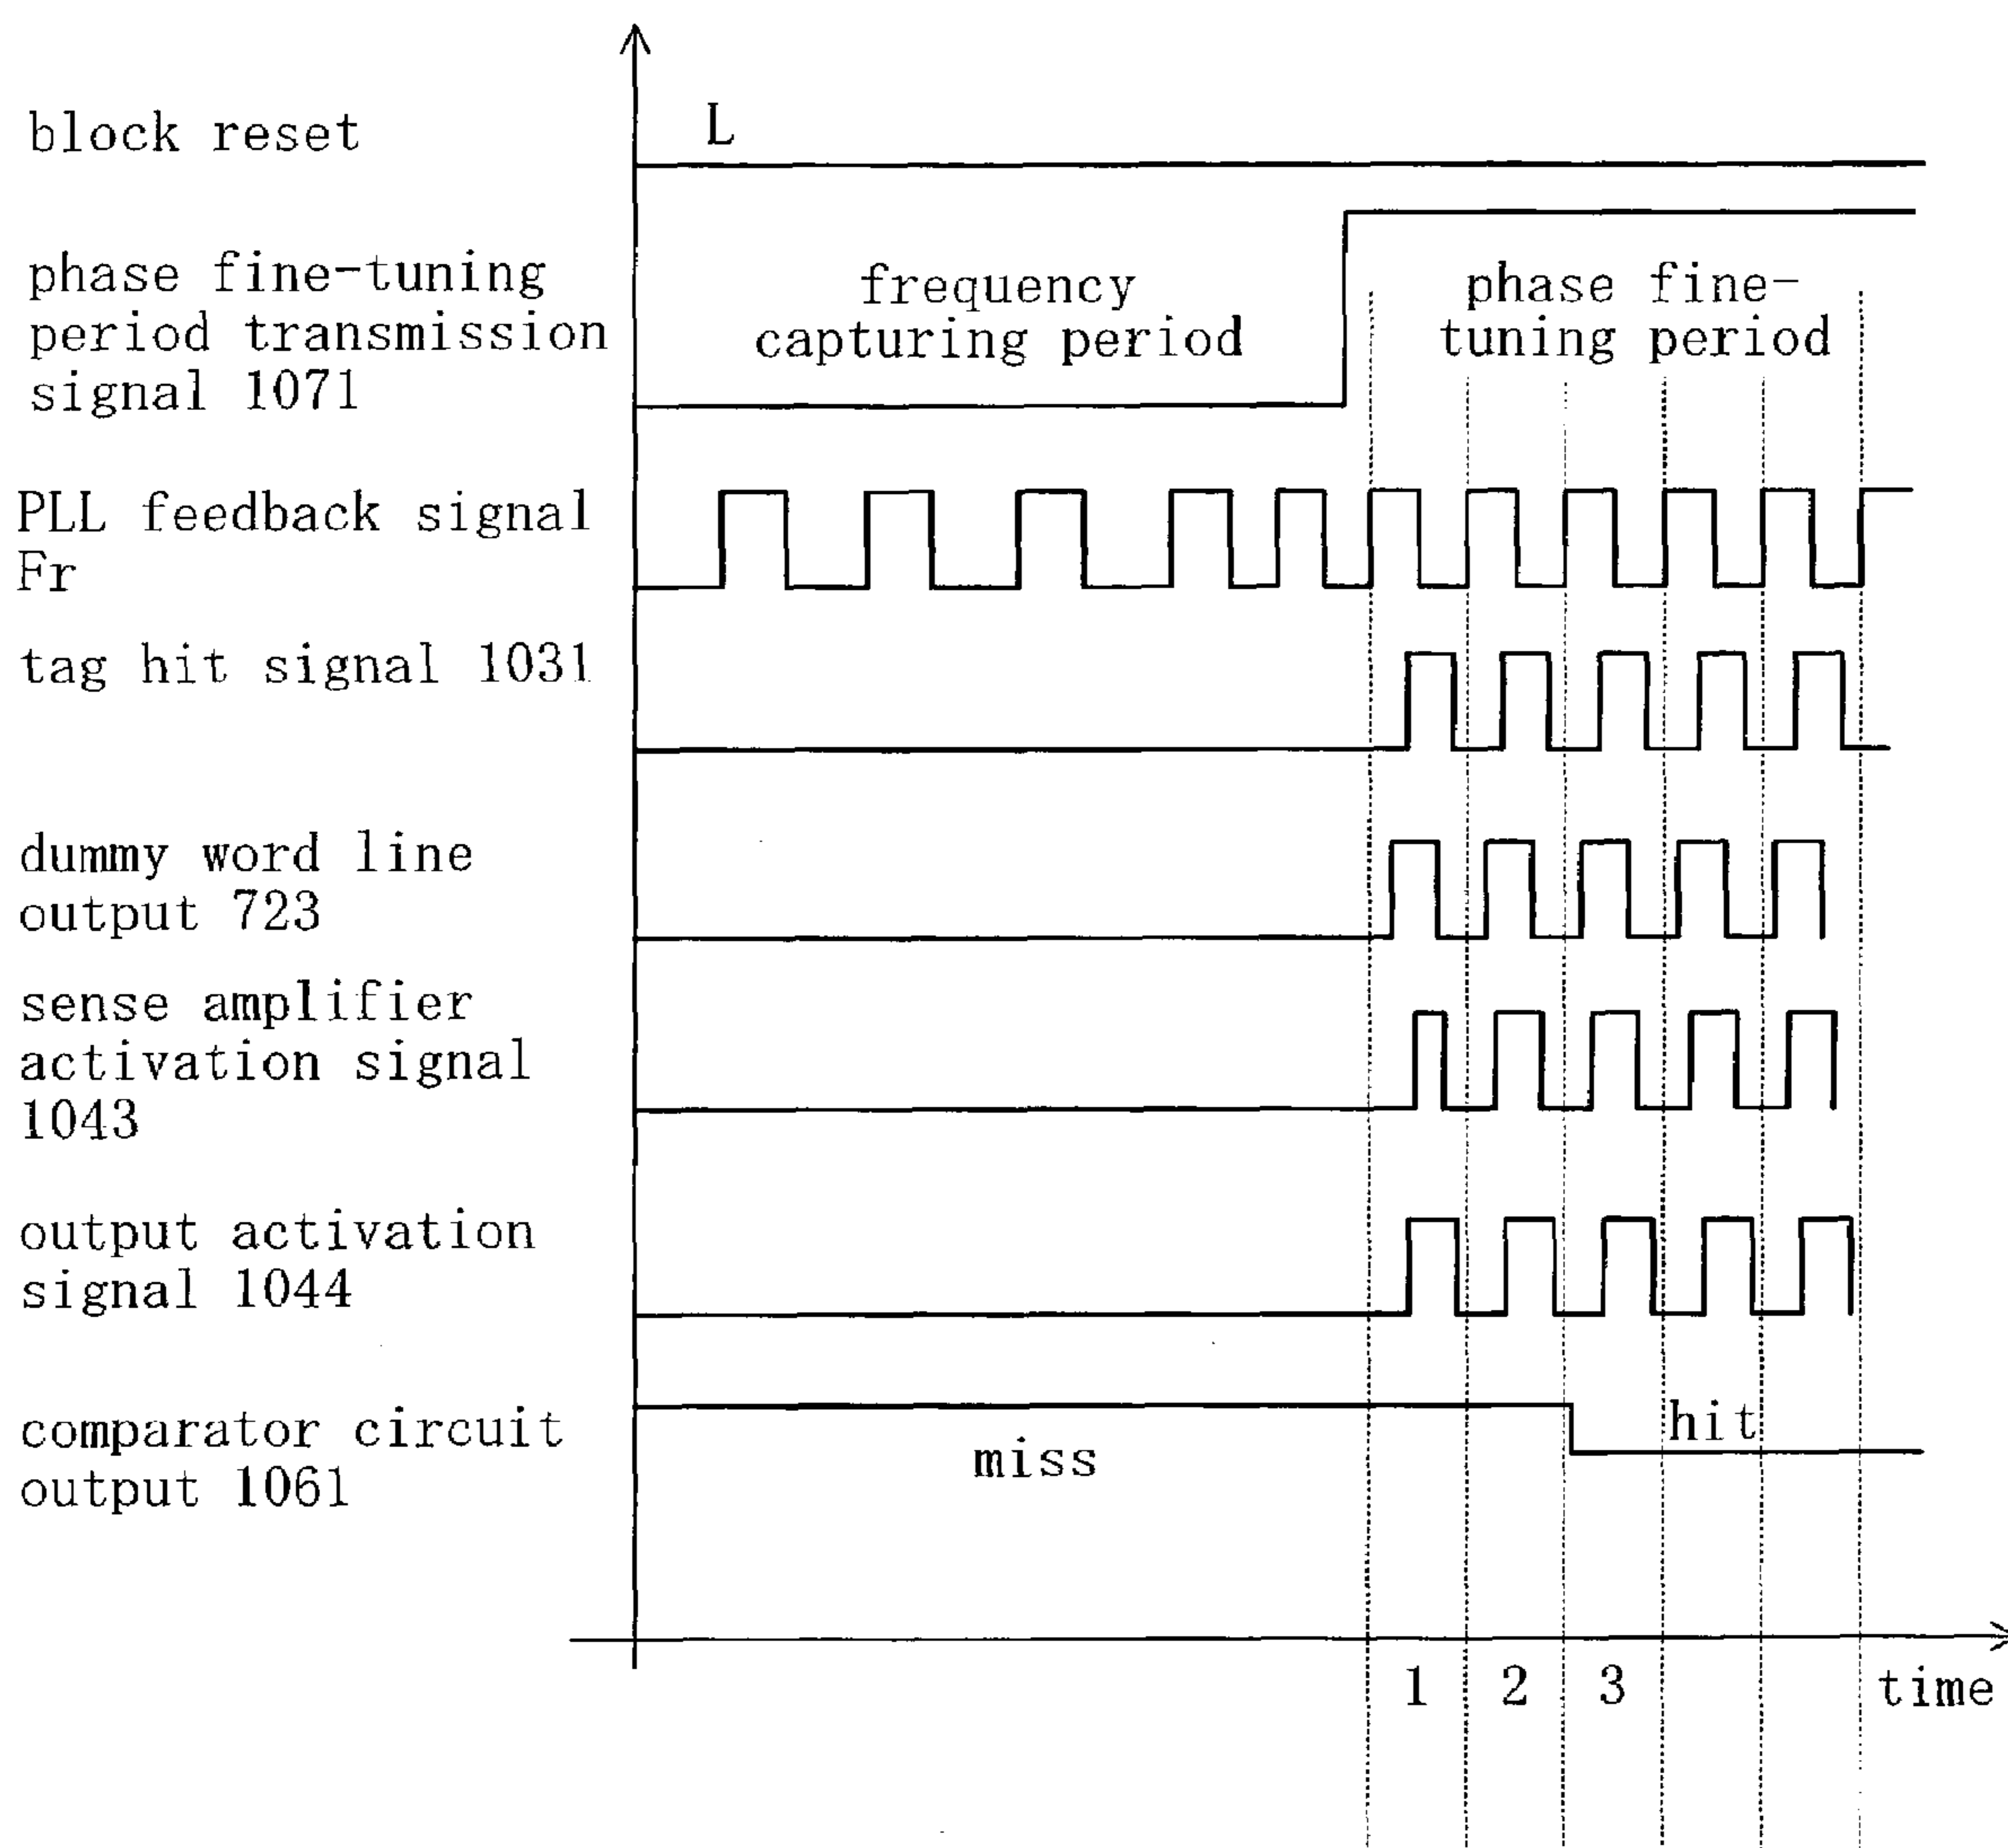 block reset
L
phase fine-tuning
period transmission
signal 1071
frequency
capturing period
phase fine-
tuning period
PLL feedback signal
Fr
tag hit signal 1031
dummy word line
output 723
sense amplifier
activation signal
1043
output activation
signal 1044
comparator circuit
output 1061
miss
hit
1 2 3 time